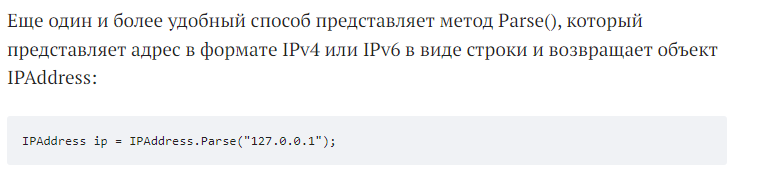 Еще один и более удобный способ представляет метод Parse(), который
представляет адрес в формате IPv4 или IPv6 в виде строки и возвращает объект
IPAddress:
IPAddress ip = IPAddress.Parse("127.0.0.1");